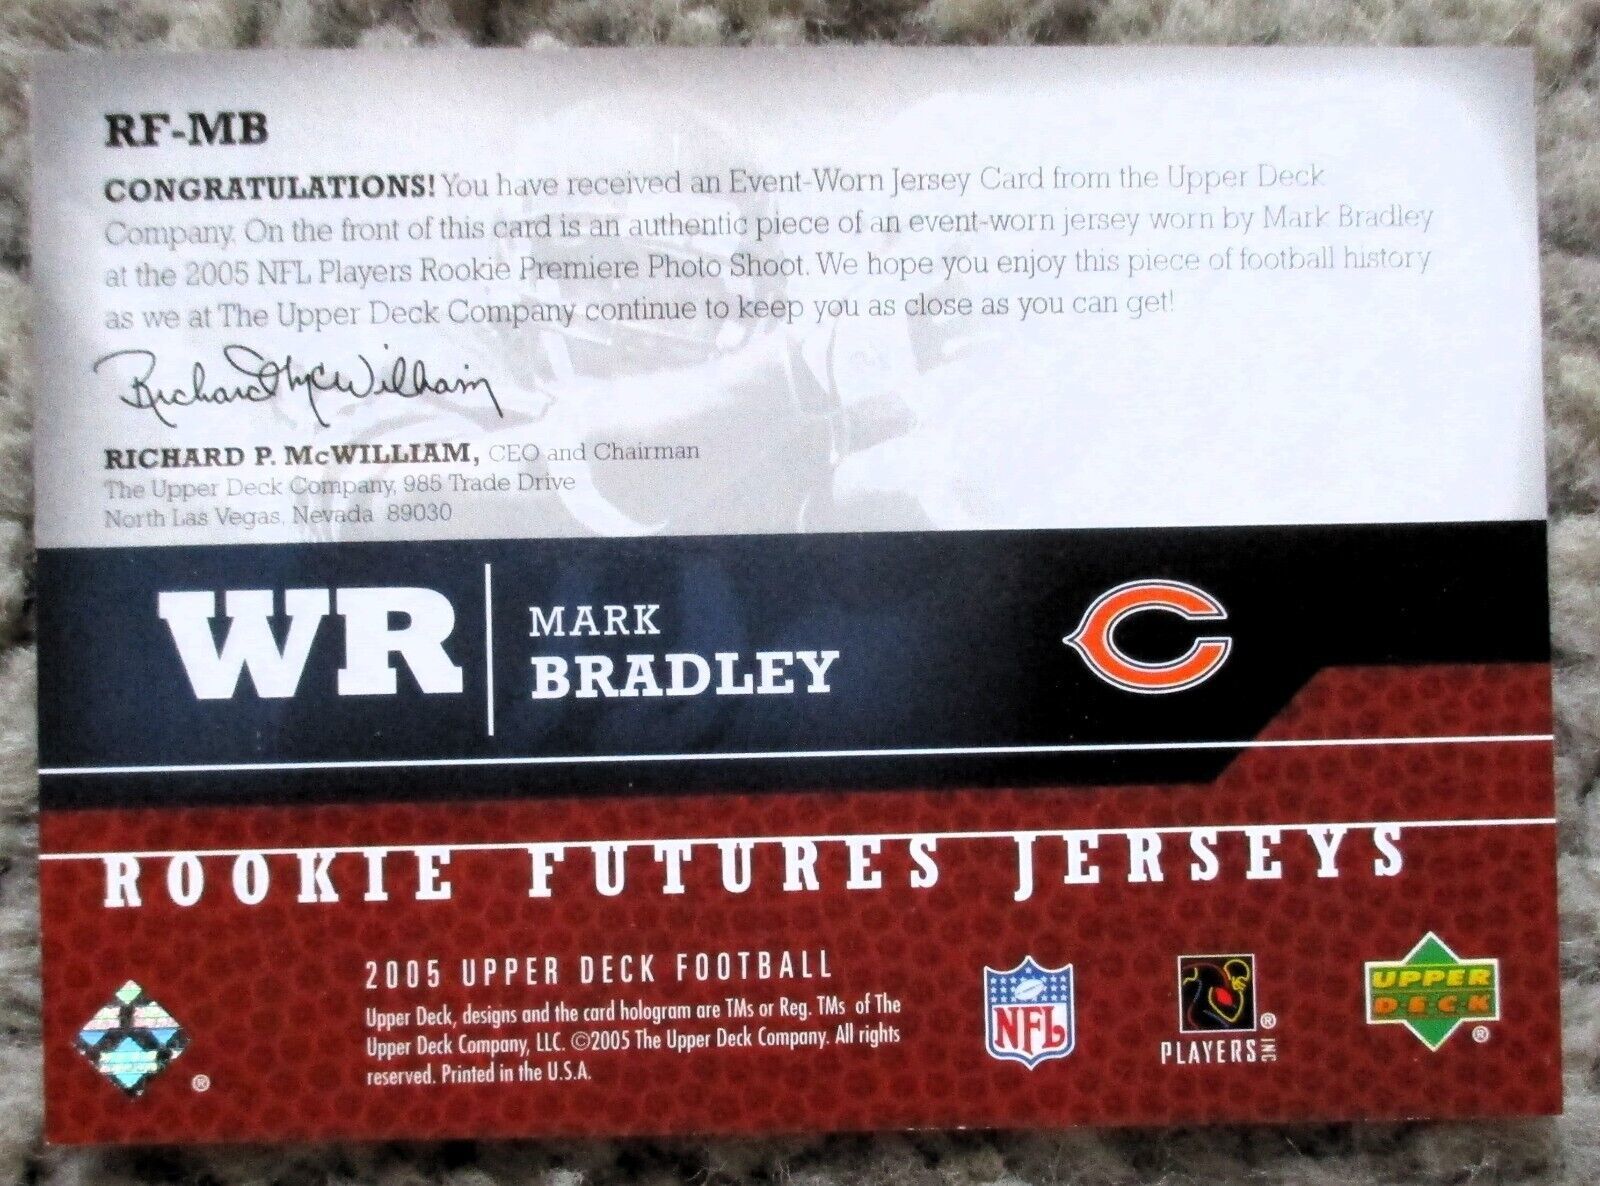 RF-MB
CONGRATULATIONS! You have received an Event-Worn Jersey Card from the Upper Deck
Company. On the front of this card is an authentic piece of an event-worn jersey worn by Mark Bradley
at the 2005 NFL Players Rookie Premiere Photo Shoot. We hope you enjoy this piece of football history
as we at The Upper Deck Company continue to keep you as close as you can get!
Richard McWilliam
RICHARD P. McWILLIAM, CEO and Chairman
The Upper Deck Company, 985 Trade Drive
North Las Vegas, Nevada 89030
WR
MARK
BRADLEY
ROOKIE FUTURES JERSEYS
2005 UPPER DECK FOOTBALL
Upper Deck, designs and the card hologram are TMs or Reg. TMs of The
Upper Deck Company, LLC. ©2005 The Upper Deck Company. All rights
reserved. Printed in the U.S.A.
®
NFL
®
PLAYERS INC
UPPER
DECK
®